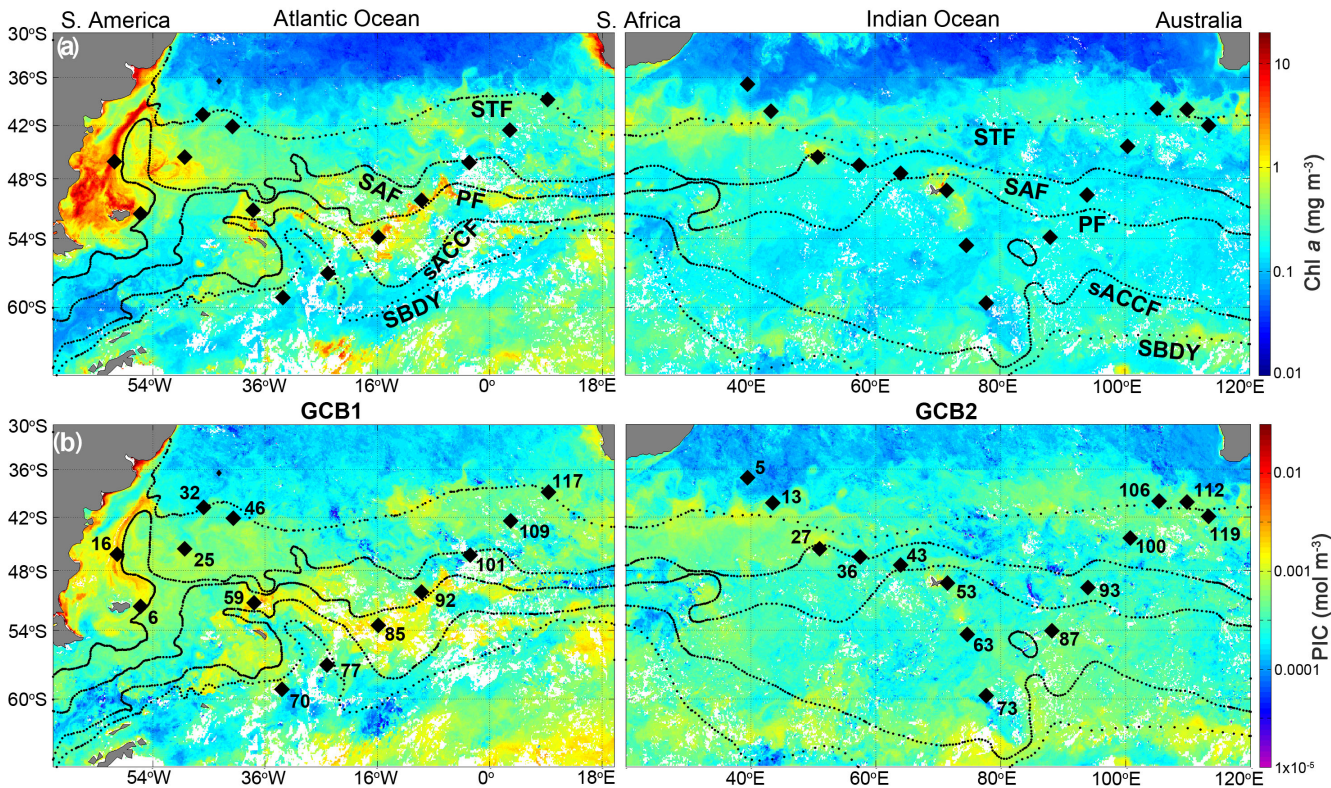 S. America Atlantic Ocean S. Africa Indian Ocean Australia
(a)
30°S
36°S
42°S
48°S
54°S
60°S
STF
SAF
PF
sACCF
SBDY
54°W 36°W 18°W 0° 18°E
STF
SAF
PF
sACCF
SBDY
40°E 60°E 80°E 100°E 120°E
10
1
0.1
0.01
Chl a (mg m-3)
GCB1 GCB2
(b)
30°S
36°S
42°S
48°S
54°S
60°S
32
46
117
109
16
25
101
59
92
6
85
77
70
54°W 36°W 18°W 0° 18°E
5
13
106
112
119
27
100
36
43
53
93
63
87
73
40°E 60°E 80°E 100°E 120°E
0.01
0.001
0.0001
1x10-5
PIC (mol m-3)